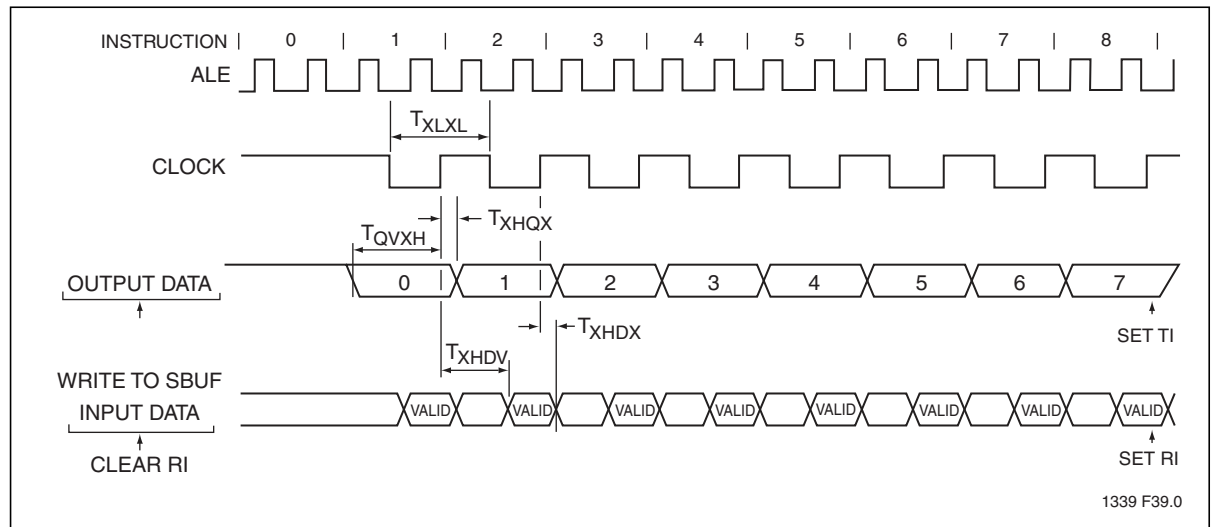 INSTRUCTION | 0 | 1 | 2 | 3 | 4 | 5 | 6 | 7 | 8 |
ALE
TXLXL
CLOCK
TXHQX
TQVXH
OUTPUT DATA 0 1 2 3 4 5 6 7
TXHDX
SET TI
TXHDV
WRITE TO SBUF
INPUT DATA VALID VALID VALID VALID VALID VALID VALID VALID
CLEAR RI
SET RI
1339 F39.0